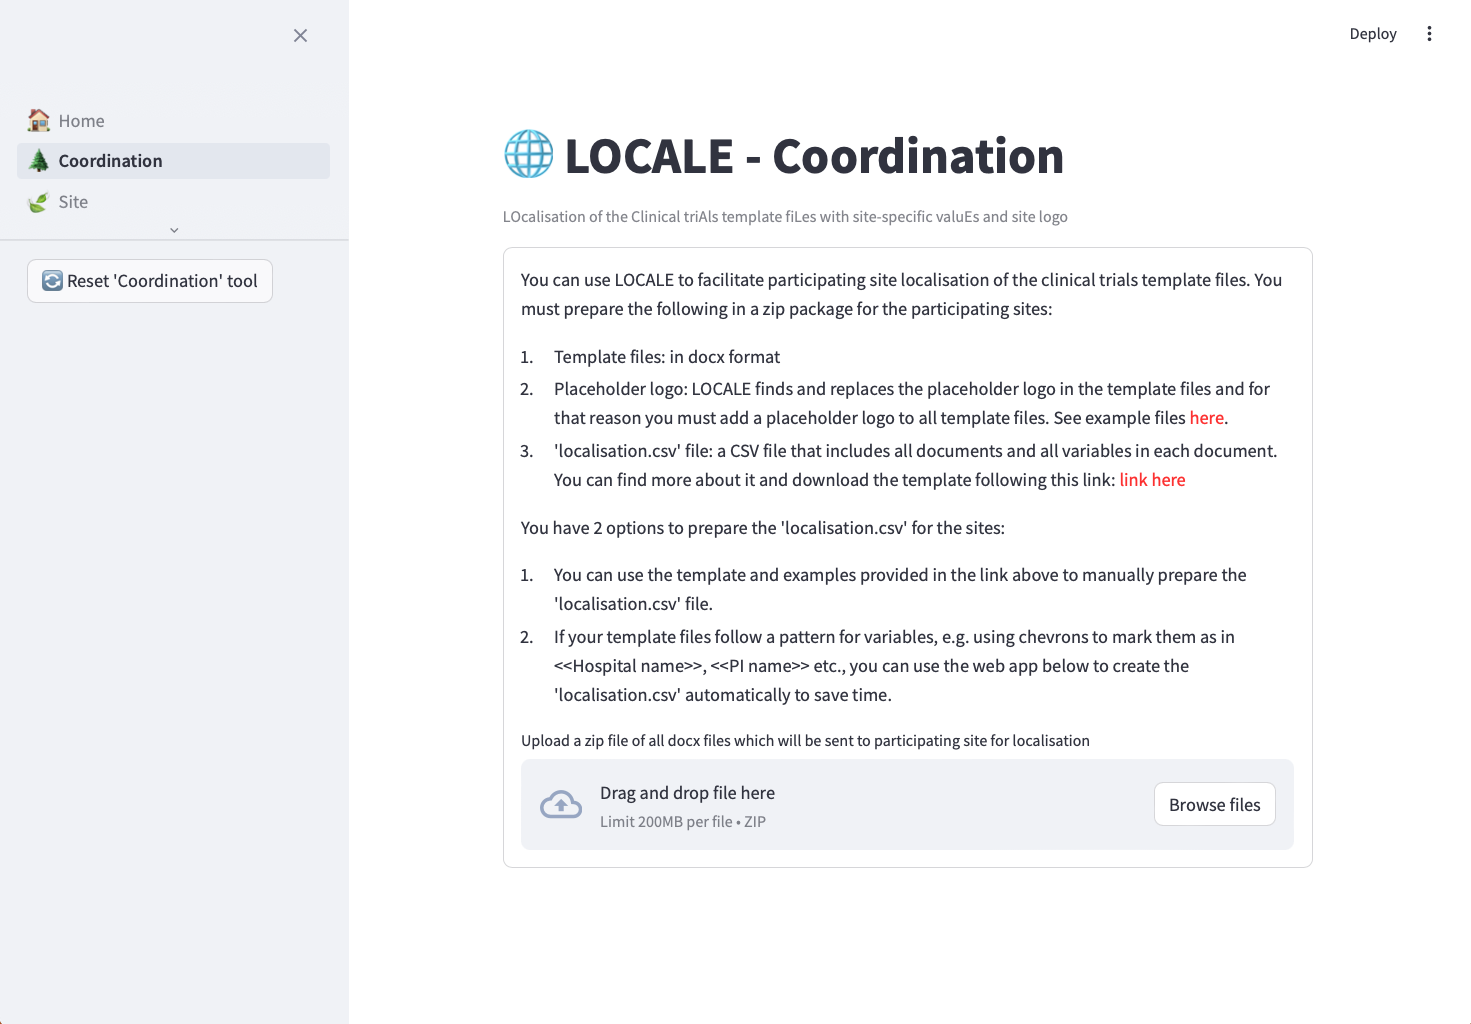 Deploy
Home
Coordination
Site
Reset 'Coordination' tool
LOCALE - Coordination
LOcalisation of the Clinical triAls template fiLes with site-specific valuEs and site logo
You can use LOCALE to facilitate participating site localisation of the clinical trials template files. You
must prepare the following in a zip package for the participating sites:
1. Template files: in docx format
2. Placeholder logo: LOCALE finds and replaces the placeholder logo in the template files and for
that reason you must add a placeholder logo to all template files. See example files here.
3. 'localisation.csv' file: a CSV file that includes all documents and all variables in each document.
You can find more about it and download the template following this link: link here
You have 2 options to prepare the 'localisation.csv' for the sites:
1. You can use the template and examples provided in the link above to manually prepare the
'localisation.csv' file.
2. If your template files follow a pattern for variables, e.g. using chevrons to mark them as in
<<Hospital name>>, <<PI name>> etc., you can use the web app below to create the
'localisation.csv' automatically to save time.
Upload a zip file of all docx files which will be sent to participating site for localisation
Drag and drop file here
Limit 200MB per file • ZIP
Browse files